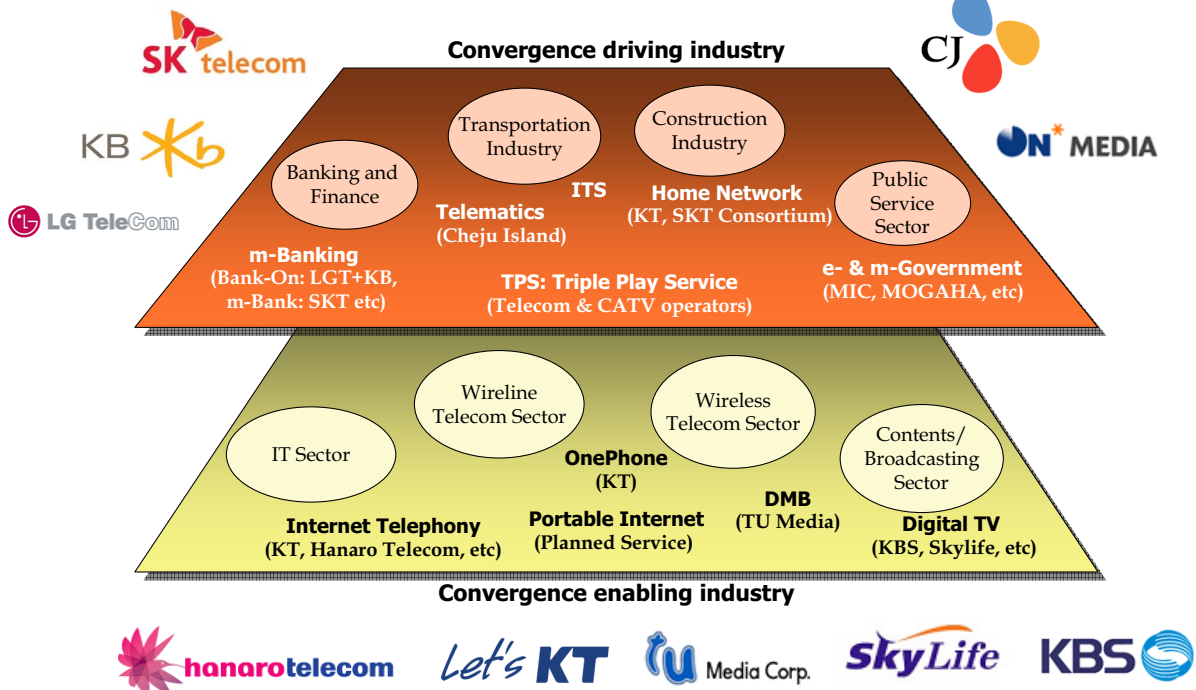 SK telecom
Convergence driving industry
CJ
KB
ON* MEDIA
LG TeleCom
Transportation
Industry
Construction
Industry
Banking and
Finance
Public
Service
Sector
ITS
Home Network
(KT, SKT Consortium)
Telematics
(Cheju Island)
m-Banking
(Bank-On: LGT+KB,
m-Bank: SKT etc)
TPS: Triple Play Service
(Telecom & CATV operators)
e- & m-Government
(MIC, MOGAHA, etc)
Wireline
Telecom Sector
Wireless
Telecom Sector
IT Sector
Contents/
Broadcasting
Sector
OnePhone
(KT)
DMB
(TU Media)
Internet Telephony
(KT, Hanaro Telecom, etc)
Portable Internet
(Planned Service)
Digital TV
(KBS, Skylife, etc)
Convergence enabling industry
hanarotelecom
Let's KT
tu Media Corp.
SkyLife
KBS